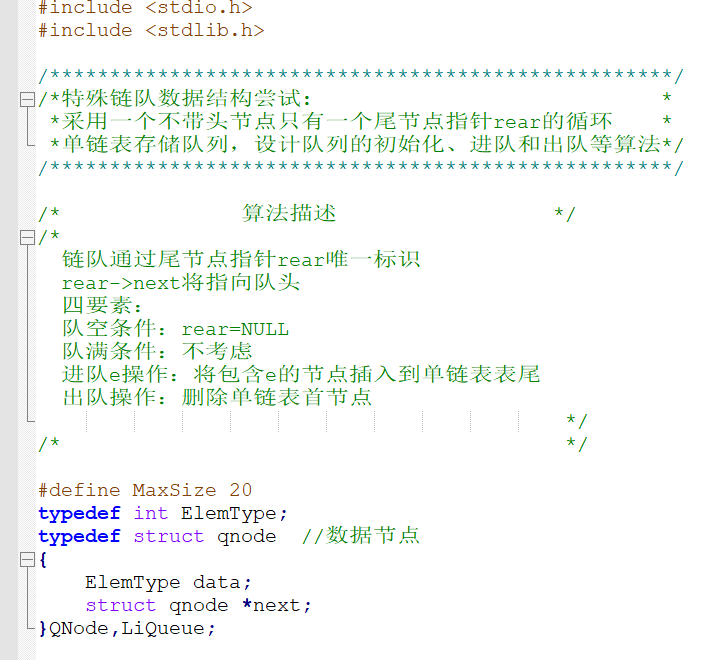 #include <stdio.h>
#include <stdlib.h>
/****************************************************/
/*特殊链队数据结构尝试: *
*采用一个不带头节点只有一个尾节点指针rear的循环 *
*单链表存储队列，设计队列的初始化、进队和出队等算法*/
/****************************************************/
/* 算法描述 */
/*
链队通过尾节点指针rear唯一标识
rear->next将指向队头
四要素:
队空条件: rear=NULL
队满条件: 不考虑
进队e操作: 将包含e的节点插入到单链表表尾
出队操作: 删除单链表首节点
*/
/* */
#define MaxSize 20
typedef int ElemType;
typedef struct qnode //数据节点
{
ElemType data;
struct qnode *next;
}QNode,LiQueue;